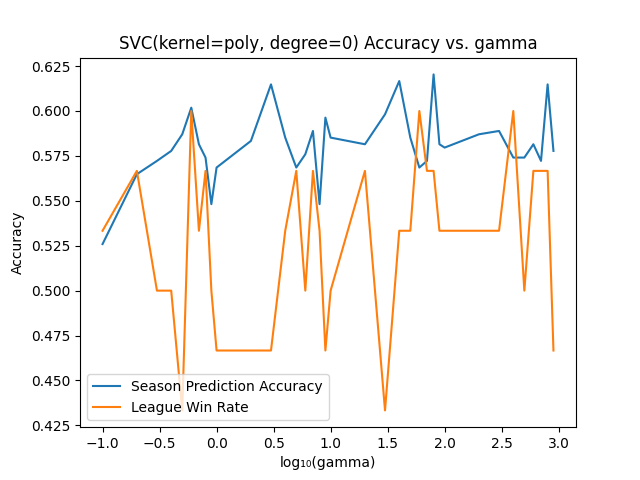 SVC(kernel=poly, degree=0) Accuracy vs. gamma
0.625
0.600
0.575
0.550
0.525
0.500
0.475
0.450
0.425
Accuracy
Season Prediction Accuracy
League Win Rate
−1.0 −0.5 0.0 0.5 1.0 1.5 2.0 2.5 3.0
log₁₀(gamma)